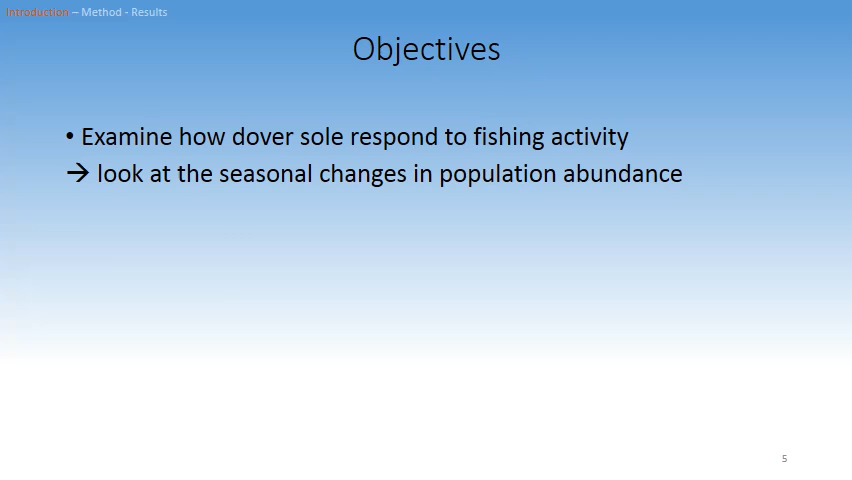 Introduction – Method - Results
Objectives
• Examine how dover sole respond to fishing activity
→ look at the seasonal changes in population abundance
5